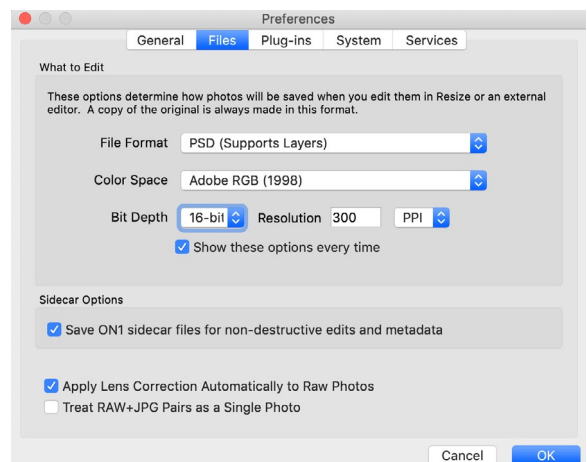 Preferences
General Files Plug-ins System Services
What to Edit
These options determine how photos will be saved when you edit them in Resize or an external
editor. A copy of the original is always made in this format.
File Format PSD (Supports Layers)
Color Space Adobe RGB (1998)
Bit Depth 16-bit Resolution 300 PPI
Show these options every time
Sidecar Options
Save ON1 sidecar files for non-destructive edits and metadata
Apply Lens Correction Automatically to Raw Photos
Treat RAW+JPG Pairs as a Single Photo
Cancel OK